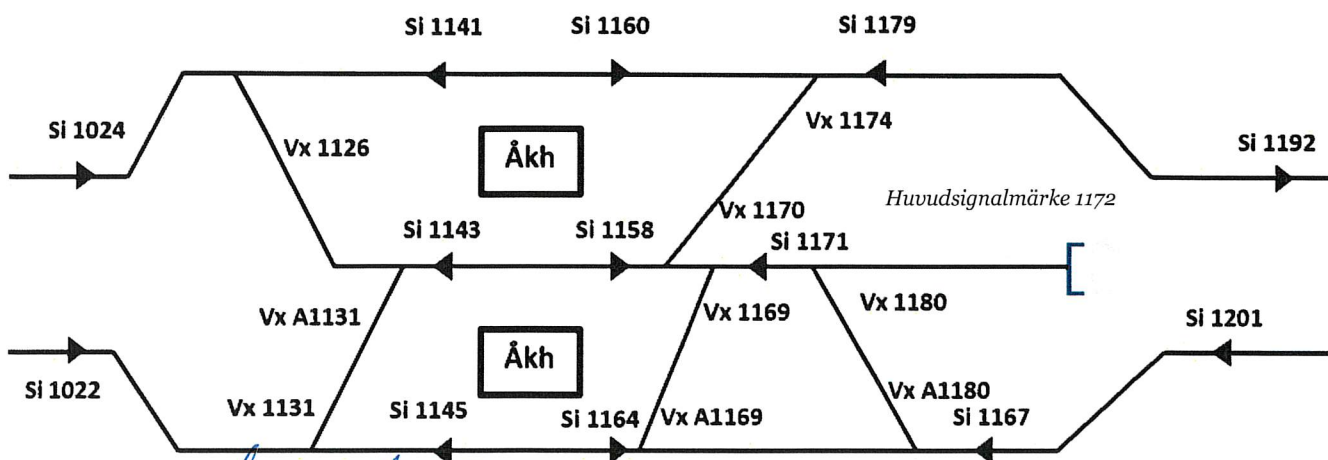 Si 1141
Si 1160
Si 1179
Si 1024
Vx 1126
Åkh
Vx 1174
Si 1192
Huvudsignalmärke 1172
Vx 1170
Si 1143
Si 1158
Si 1171
Vx A1131
Åkh
Vx 1169
Vx 1180
Si 1201
Si 1022
Vx 1131
Si 1145
Si 1164
Vx A1169
Vx A1180
Si 1167